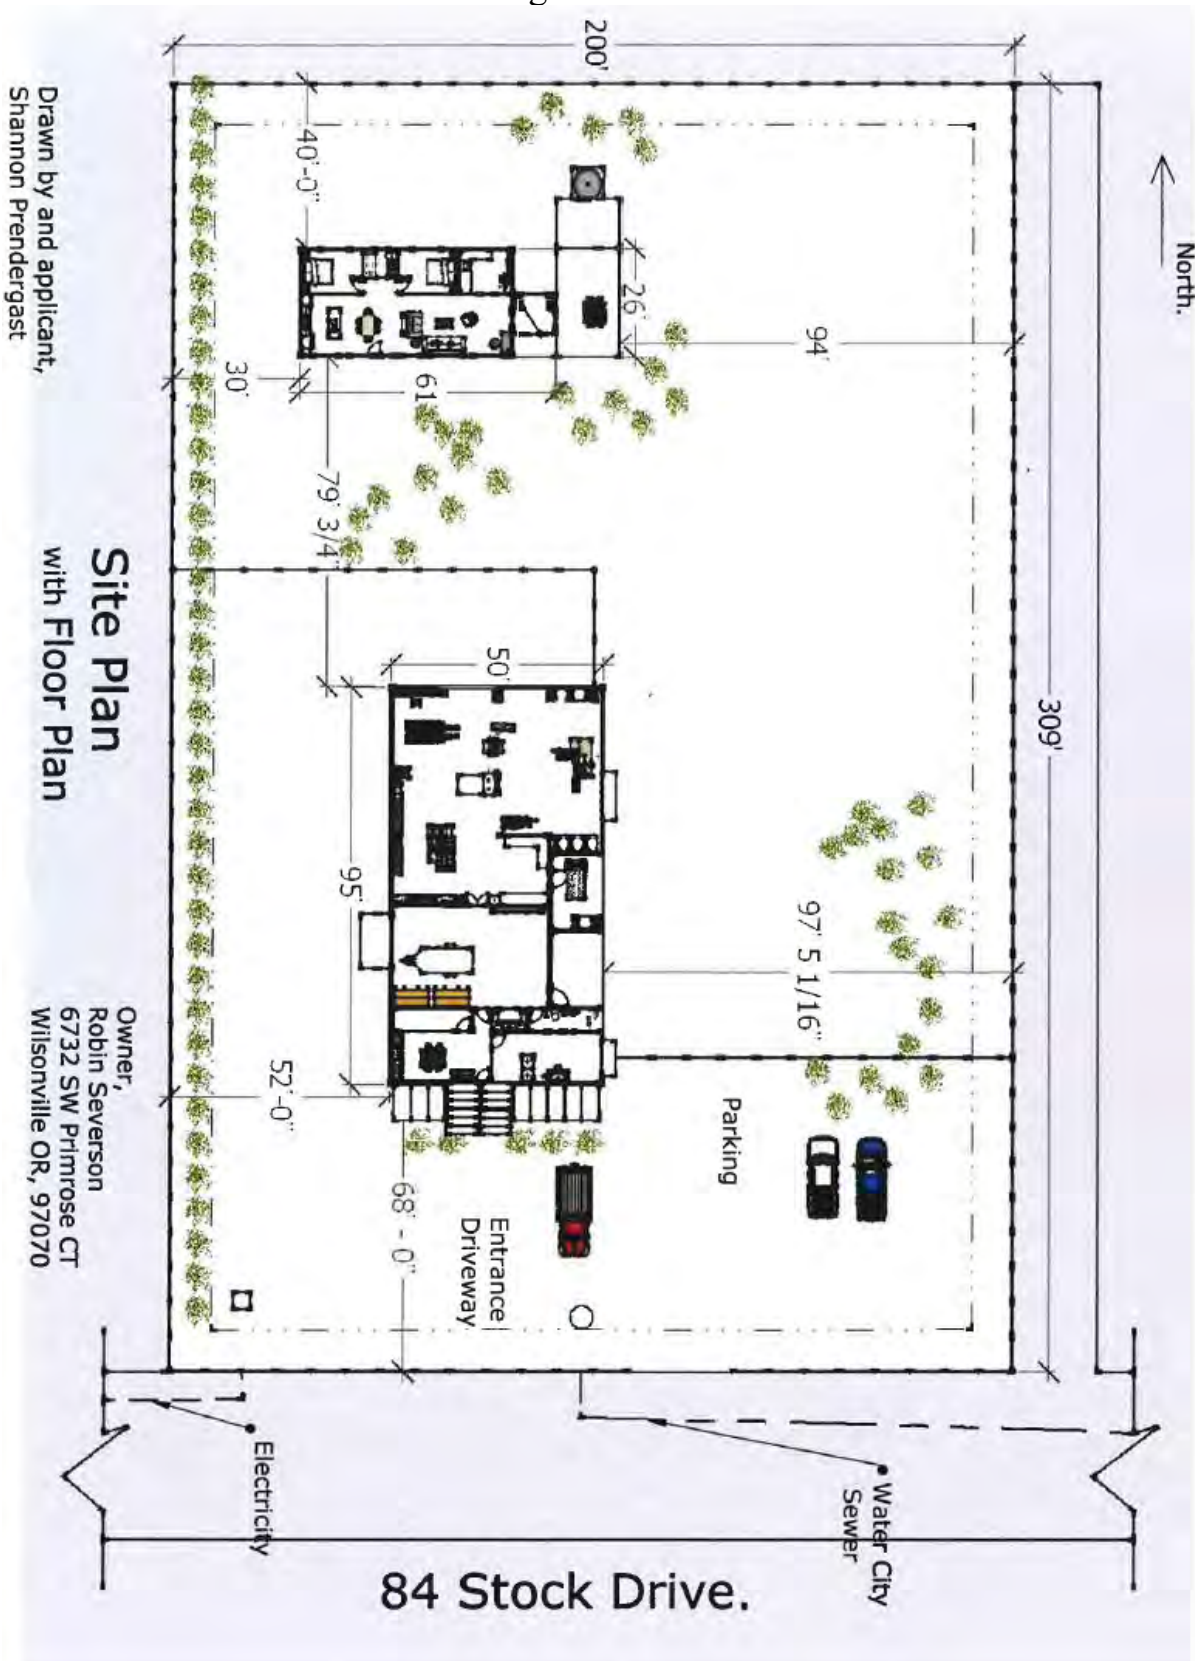 200'
North.
40'-0"
26'
94'
30'
61'
79' 3/4"
309'
50'
95'
97' 5 1/16"
52'-0"
68' - 0"
Parking
Entrance
Driveway
Electricity
Water City
Sewer
84 Stock Drive.
Drawn by and applicant,
Shannon Prendergast
Site Plan
with Floor Plan
Owner,
Robin Severson
6732 SW Primrose CT
Wilsonville OR, 97070